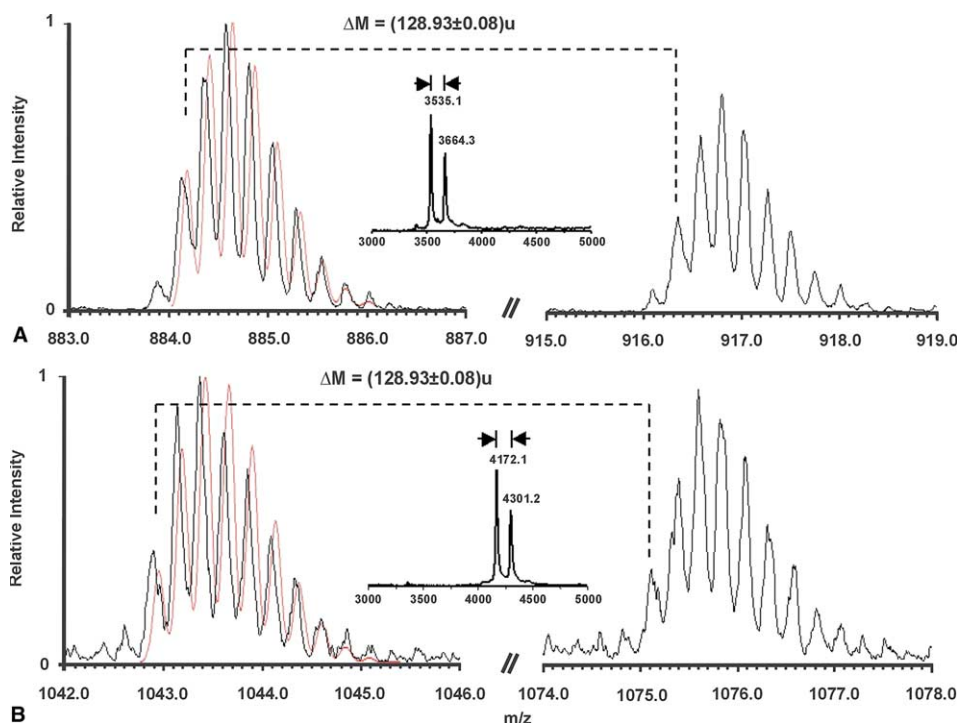 ΔM = (128.93±0.08)u
1
Relative Intensity
3535.1
3664.3
3000 3500 4000 4500 5000
0
A
883.0 884.0 885.0 886.0 887.0 // 915.0 916.0 917.0 918.0 919.0
ΔM = (128.93±0.08)u
1
Relative Intensity
4172.1
4301.2
3000 3500 4000 4500 5000
0
1042.0 1043.0 1044.0 1045.0 1046.0 // 1074.0 1075.0 1076.0 1077.0 1078.0
B
m/z